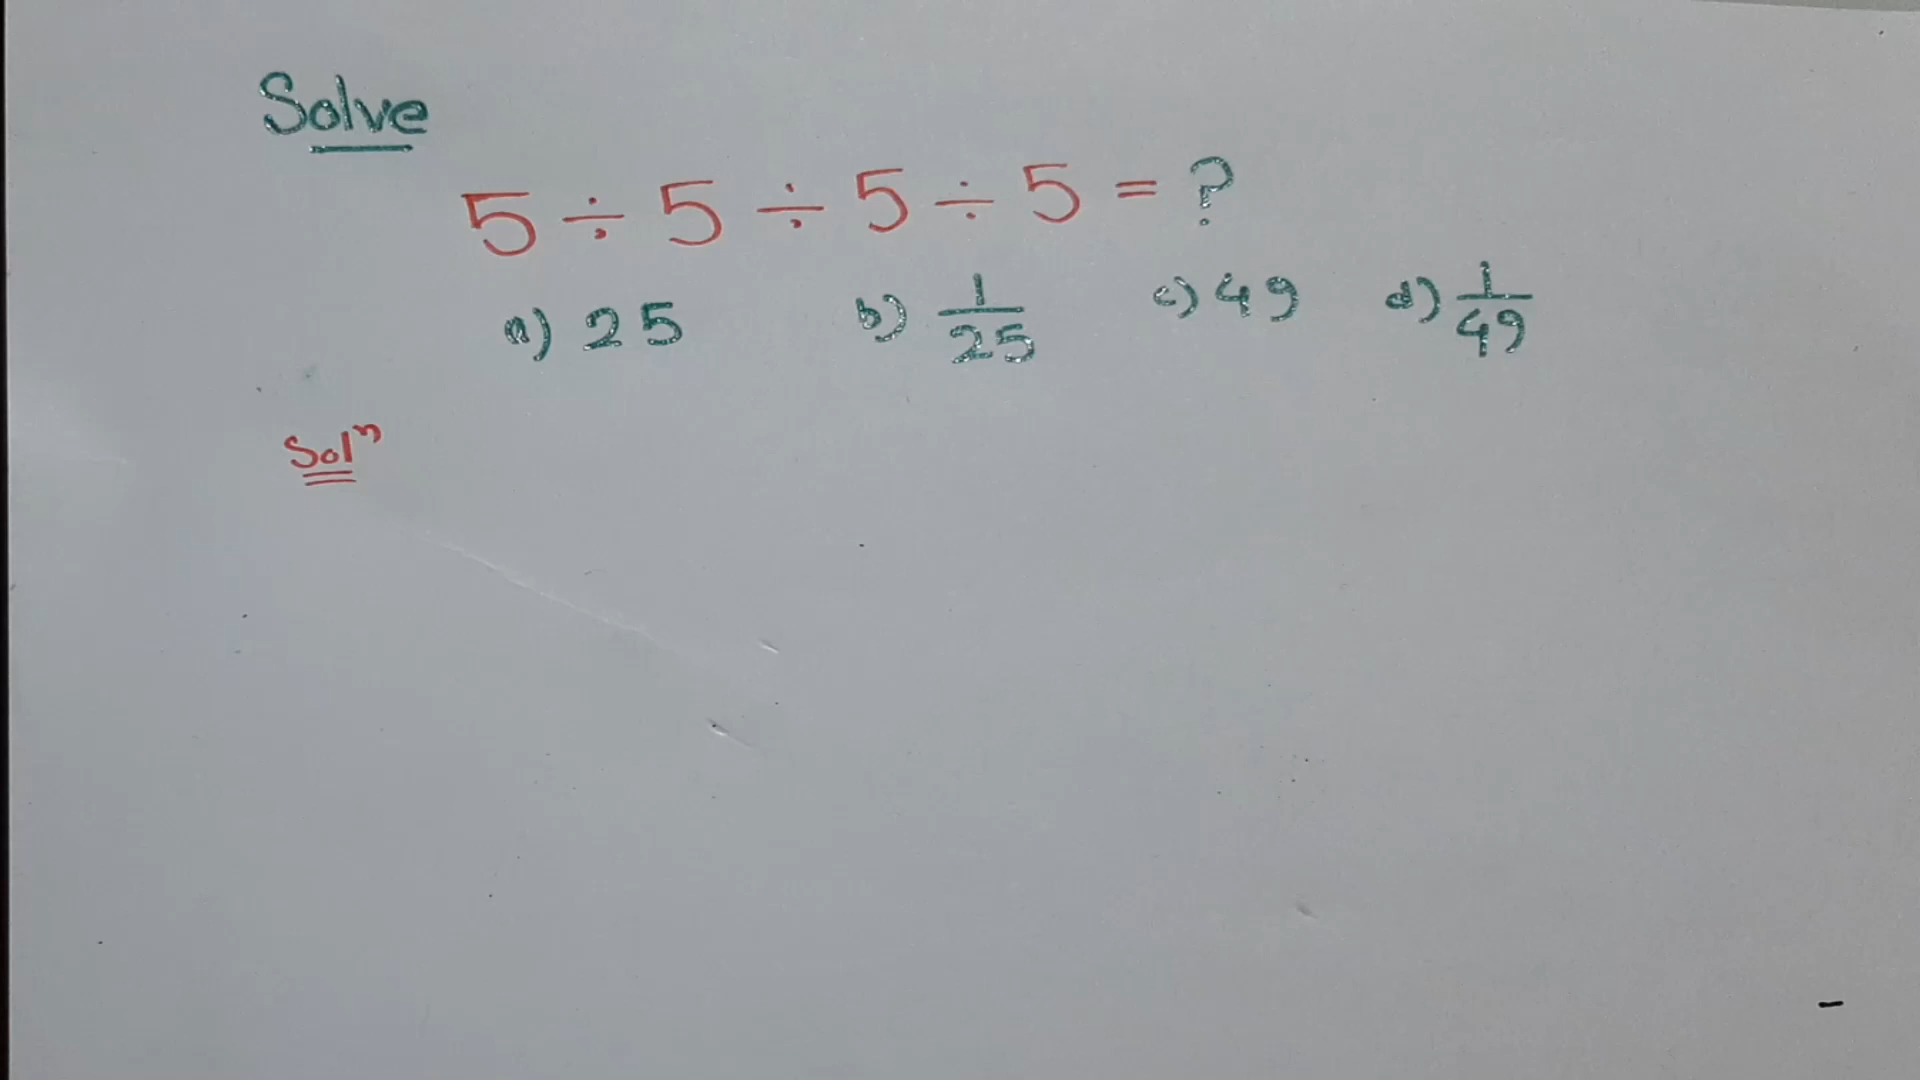 Solve
5 ÷ 5 ÷ 5 ÷ 5 = ?
a) 25 b) 1/25 c) 49 d) 1/49
Solⁿ